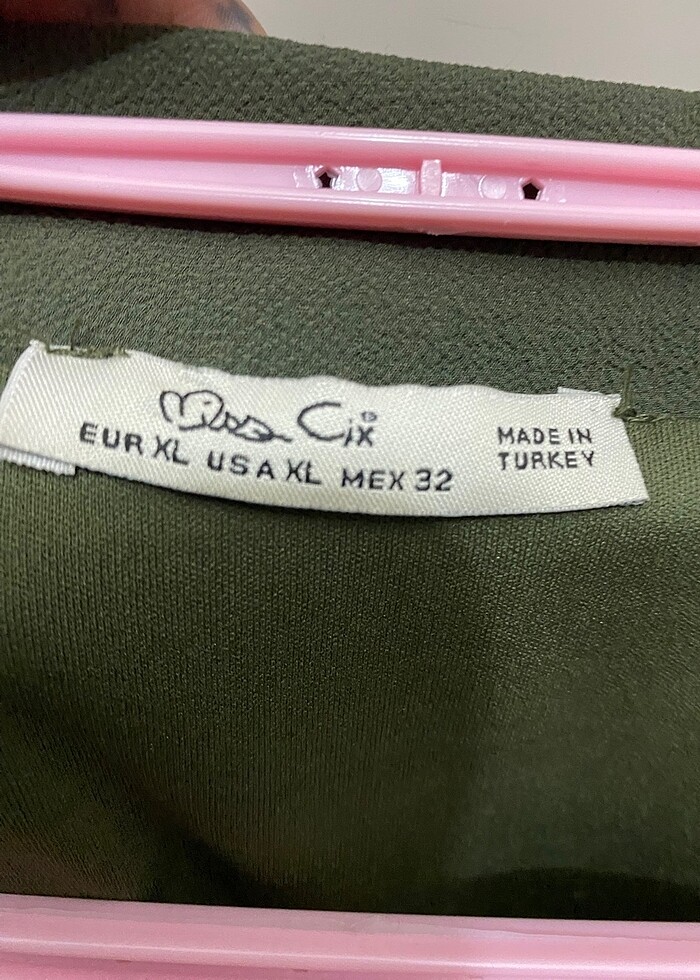 Miss Cix®
EUR XL USA XL MEX 32
MADE IN
TURKEY